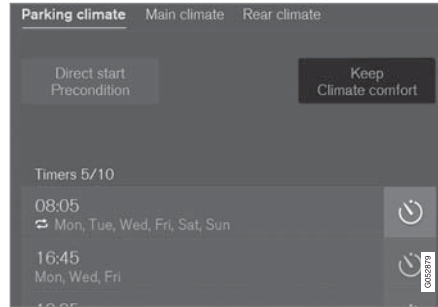 Parking climate Main climate Rear climate
Direct start Keep
Precondition Climate comfort
Timers 5/10
08:05
Mon, Tue, Wed, Fri, Sat, Sun
16:45
Mon, Wed, Fri
G052879